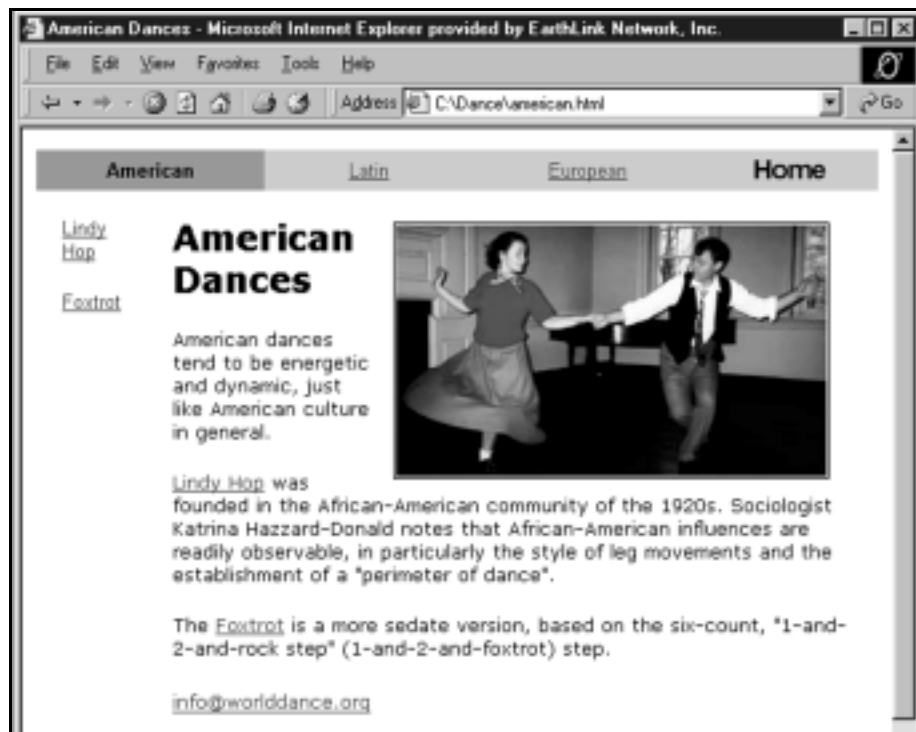 American Dances - Microsoft Internet Explorer provided by EarthLink Network, Inc.
File Edit View Favorites Tools Help
Address C:\Dance\american.html Go
American Latin European Home
Lindy
Hop
Foxtrot
American
Dances
American dances
tend to be energetic
and dynamic, just
like American culture
in general.
Lindy Hop was
founded in the African-American community of the 1920s. Sociologist
Katrina Hazzard-Donald notes that African-American influences are
readily observable, in particularly the style of leg movements and the
establishment of a "perimeter of dance".
The Foxtrot is a more sedate version, based on the six-count, "1-and-
2-and-rock step" (1-and-2-and-foxtrot) step.
info@worlddance.org